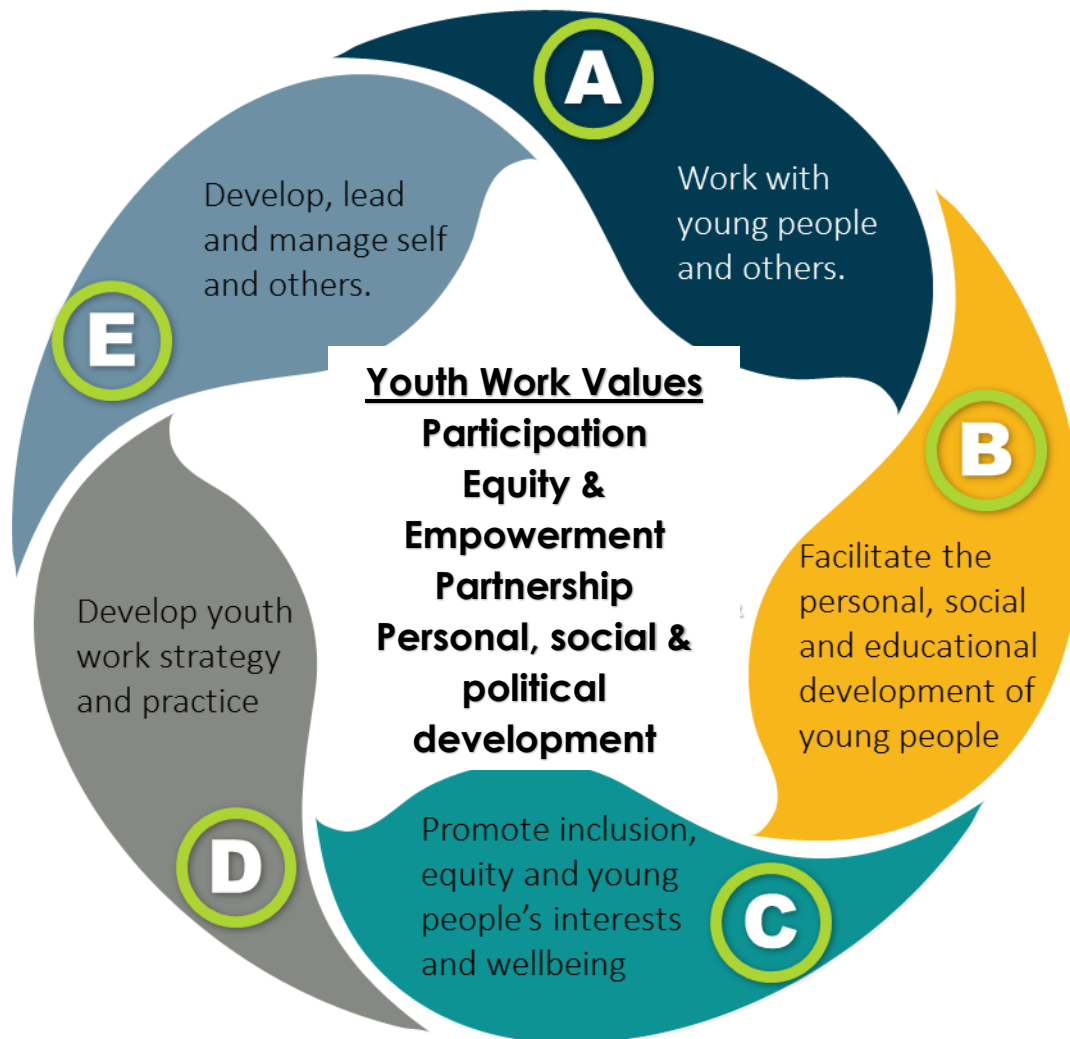 A
Work with
young people
and others.
B
Facilitate the
personal, social
and educational
development of
young people
C
Promote inclusion,
equity and young
people’s interests
and wellbeing
D
Develop youth
work strategy
and practice
E
Develop, lead
and manage self
and others.
Youth Work Values
Participation
Equity &
Empowerment
Partnership
Personal, social &
political
development